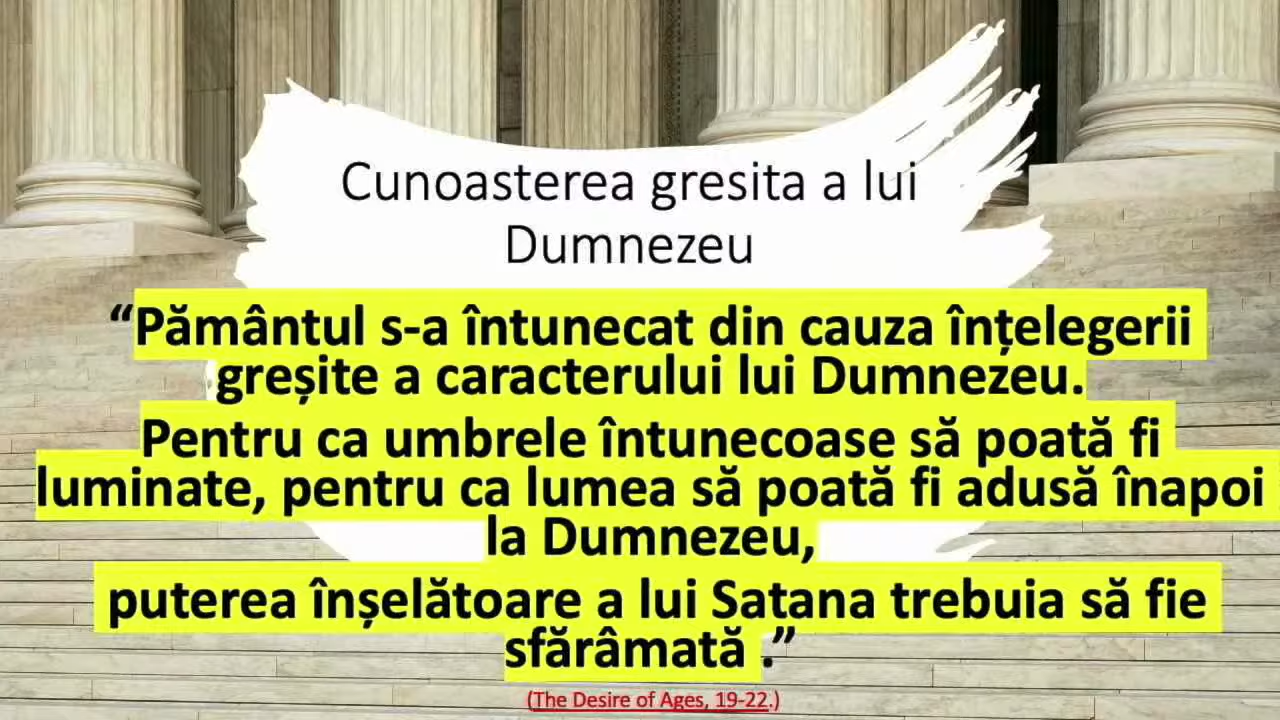 Cunoasterea gresita a lui
Dumnezeu
“Pământul s-a întunecat din cauza înțelegerii
greșite a caracterului lui Dumnezeu.
Pentru ca umbrele întunecoase să poată fi
luminate, pentru ca lumea să poată fi adusă înapoi
la Dumnezeu,
puterea înșelătoare a lui Satana trebuia să fie
sfărâmată .”
(The Desire of Ages, 19-22.)